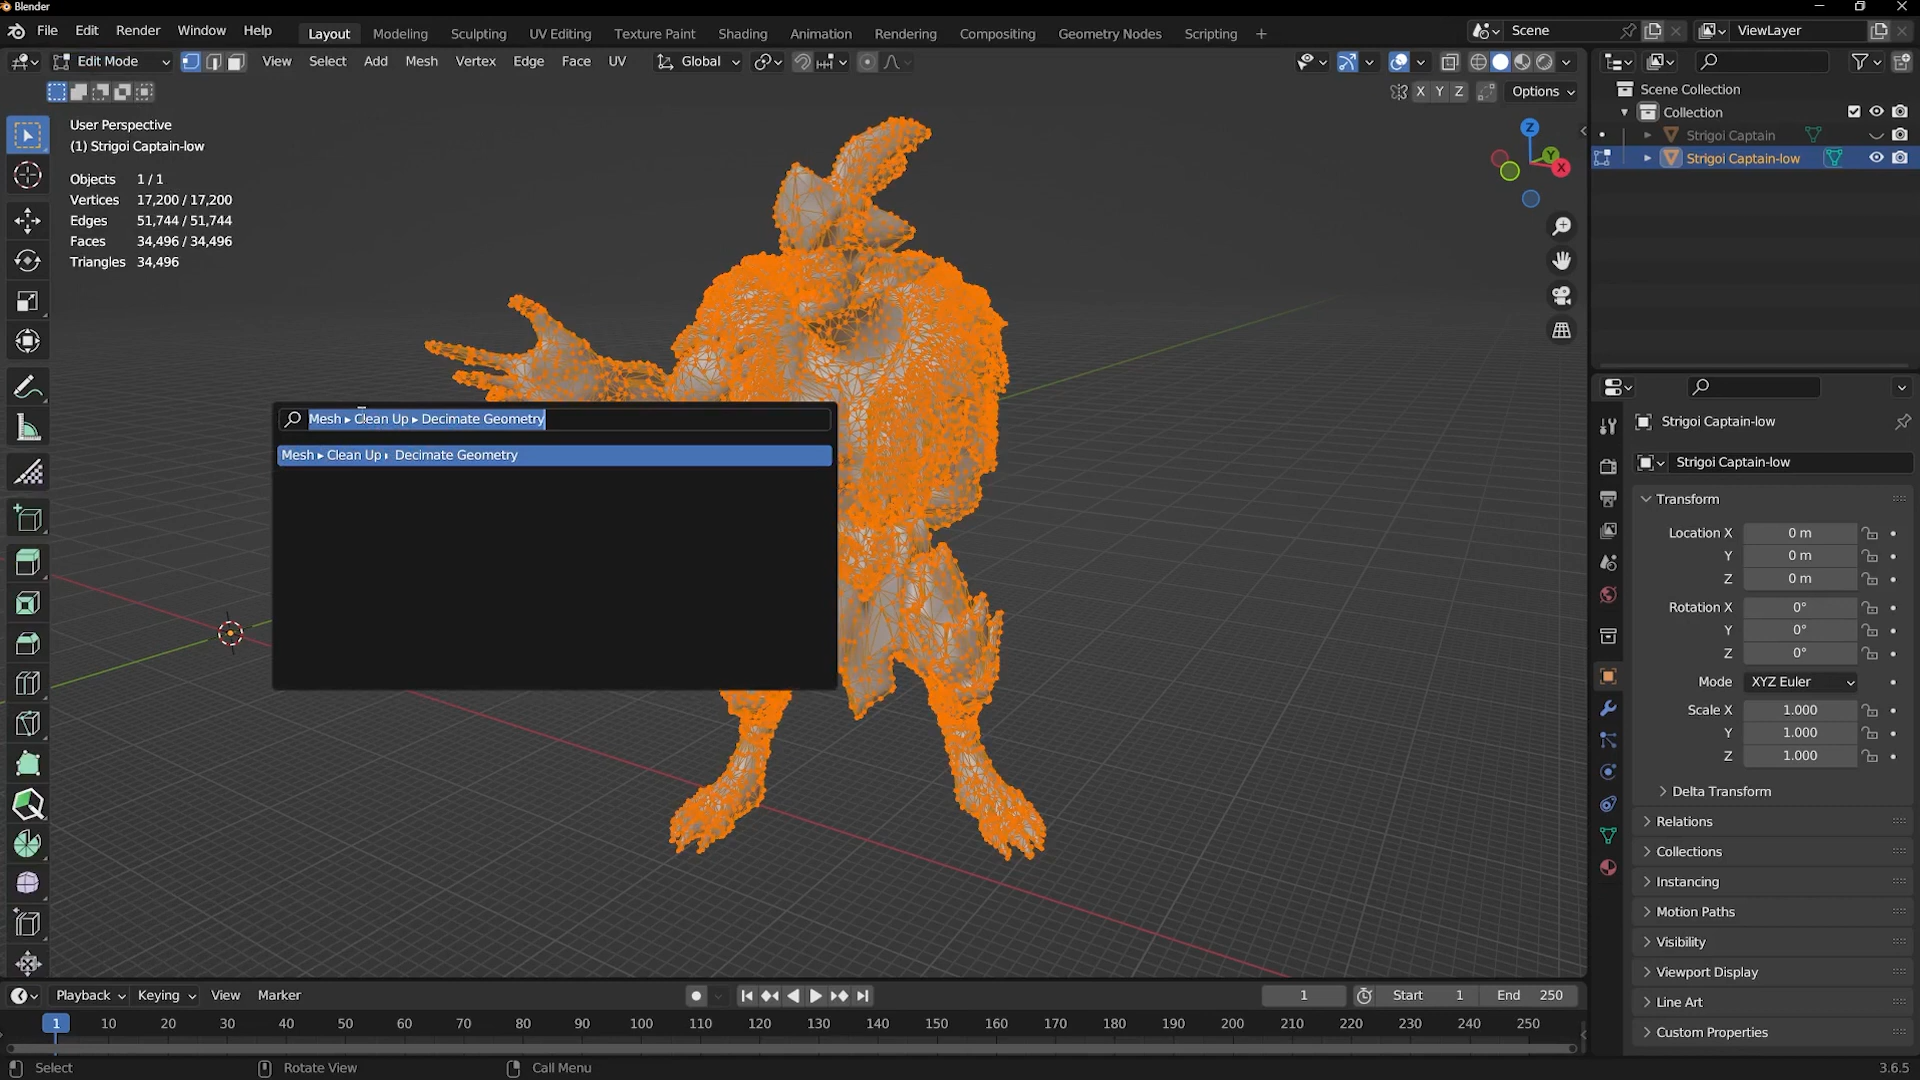 Blender
File Edit Render Window Help
Layout Modeling Sculpting UV Editing Texture Paint Shading Animation Rendering Compositing Geometry Nodes Scripting +
Scene
ViewLayer
Edit Mode View Select Add Mesh Vertex Edge Face UV Global
X Y Z Options
User Perspective
(1) Strigoi Captain-low
Objects 1 / 1
Vertices 17,200 / 17,200
Edges 51,744 / 51,744
Faces 34,496 / 34,496
Triangles 34,496
Z
Y
X
Mesh ▸ Clean Up ▸ Decimate Geometry
Mesh ▸ Clean Up ▸ Decimate Geometry
Scene Collection
Collection
Strigoi Captain
Strigoi Captain-low
Strigoi Captain-low
Strigoi Captain-low
Transform
Location X 0 m
Y 0 m
Z 0 m
Rotation X 0°
Y 0°
Z 0°
Mode XYZ Euler
Scale X 1.000
Y 1.000
Z 1.000
Delta Transform
Relations
Collections
Instancing
Motion Paths
Visibility
Viewport Display
Line Art
Custom Properties
Playback Keying View Marker
1 Start 1 End 250
1 10 20 30 40 50 60 70 80 90 100 110 120 130 140 150 160 170 180 190 200 210 220 230 240 250
Select Rotate View Call Menu 3.6.5